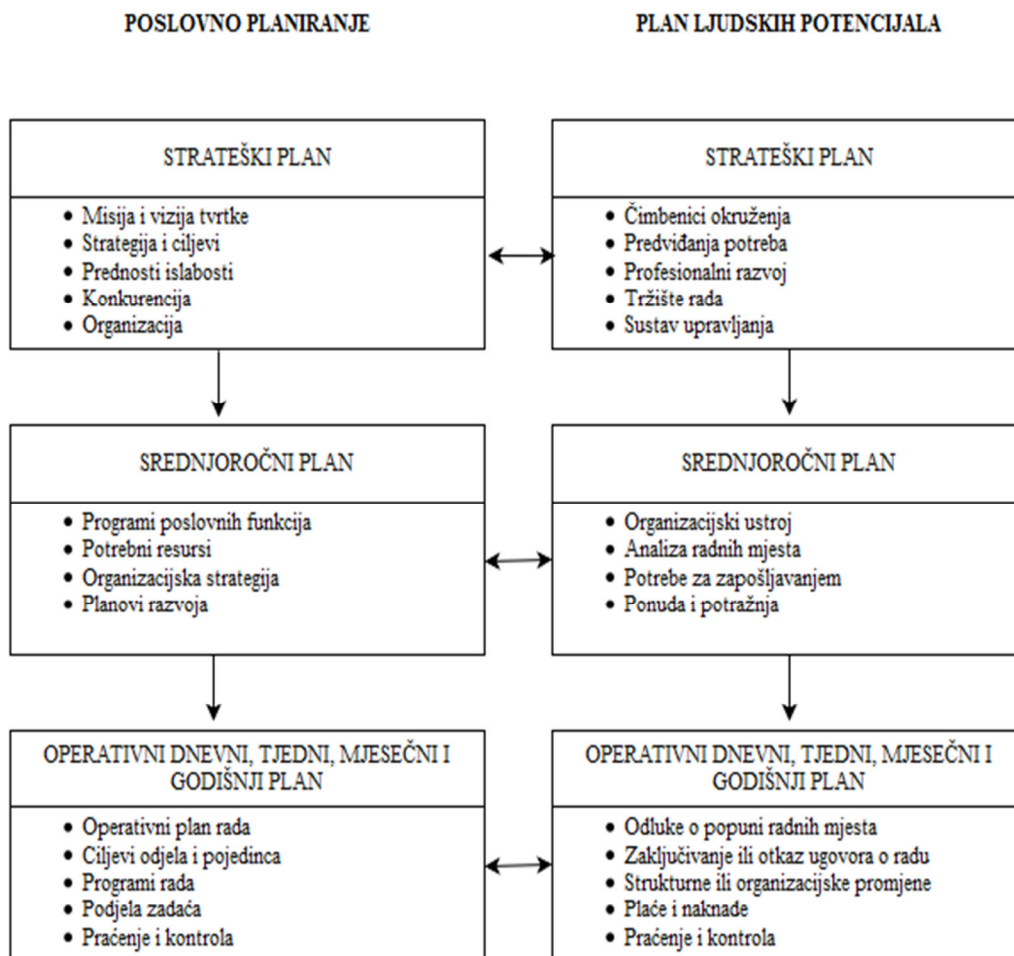 POSLOVNO PLANIRANJE
PLAN LJUDSKIH POTENCIJALA
STRATEŠKI PLAN
• Misija i vizija tvrtke
• Strategija i ciljevi
• Prednosti islabosti
• Konkurencija
• Organizacija
STRATEŠKI PLAN
• Čimbenici okruženja
• Predviđanja potreba
• Profesionalni razvoj
• Tržište rada
• Sustav upravljanja
SREDNJOROČNI PLAN
• Programi poslovnih funkcija
• Potrebni resursi
• Organizacijska strategija
• Planovi razvoja
SREDNJOROČNI PLAN
• Organizacijski ustroj
• Analiza radnih mjesta
• Potrebe za zapošljavanjem
• Ponuda i potražnja
OPERATIVNI DNEVNI, TJEDNI, MJESEČNI I
GODIŠNJI PLAN
• Operativni plan rada
• Ciljevi odjela i pojedinca
• Programi rada
• Podjela zadaća
• Praćenje i kontrola
OPERATIVNI DNEVNI, TJEDNI, MJESEČNI I
GODIŠNJI PLAN
• Odluke o popuni radnih mjesta
• Zaključivanje ili otkaz ugovora o radu
• Strukturne ili organizacijske promjene
• Plaće i naknade
• Praćenje i kontrola